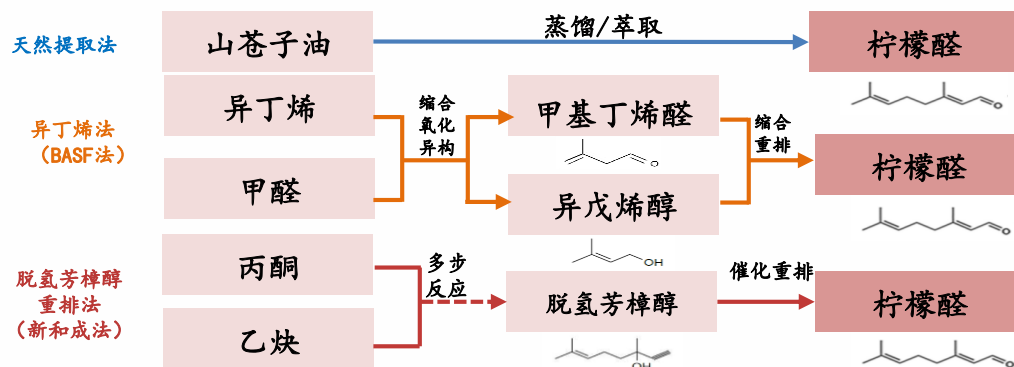 天然提取法
山苍子油
蒸馏/萃取
柠檬醛
O
异丁烯法
（BASF法）
异丁烯
甲醛
缩合
氧化
异构
甲基丁烯醛
O
异戊烯醇
OH
缩合
重排
柠檬醛
O
脱氢芳樟醇
重排法
（新和成法）
丙酮
乙炔
多步
反应
脱氢芳樟醇
OH
催化重排
柠檬醛
O